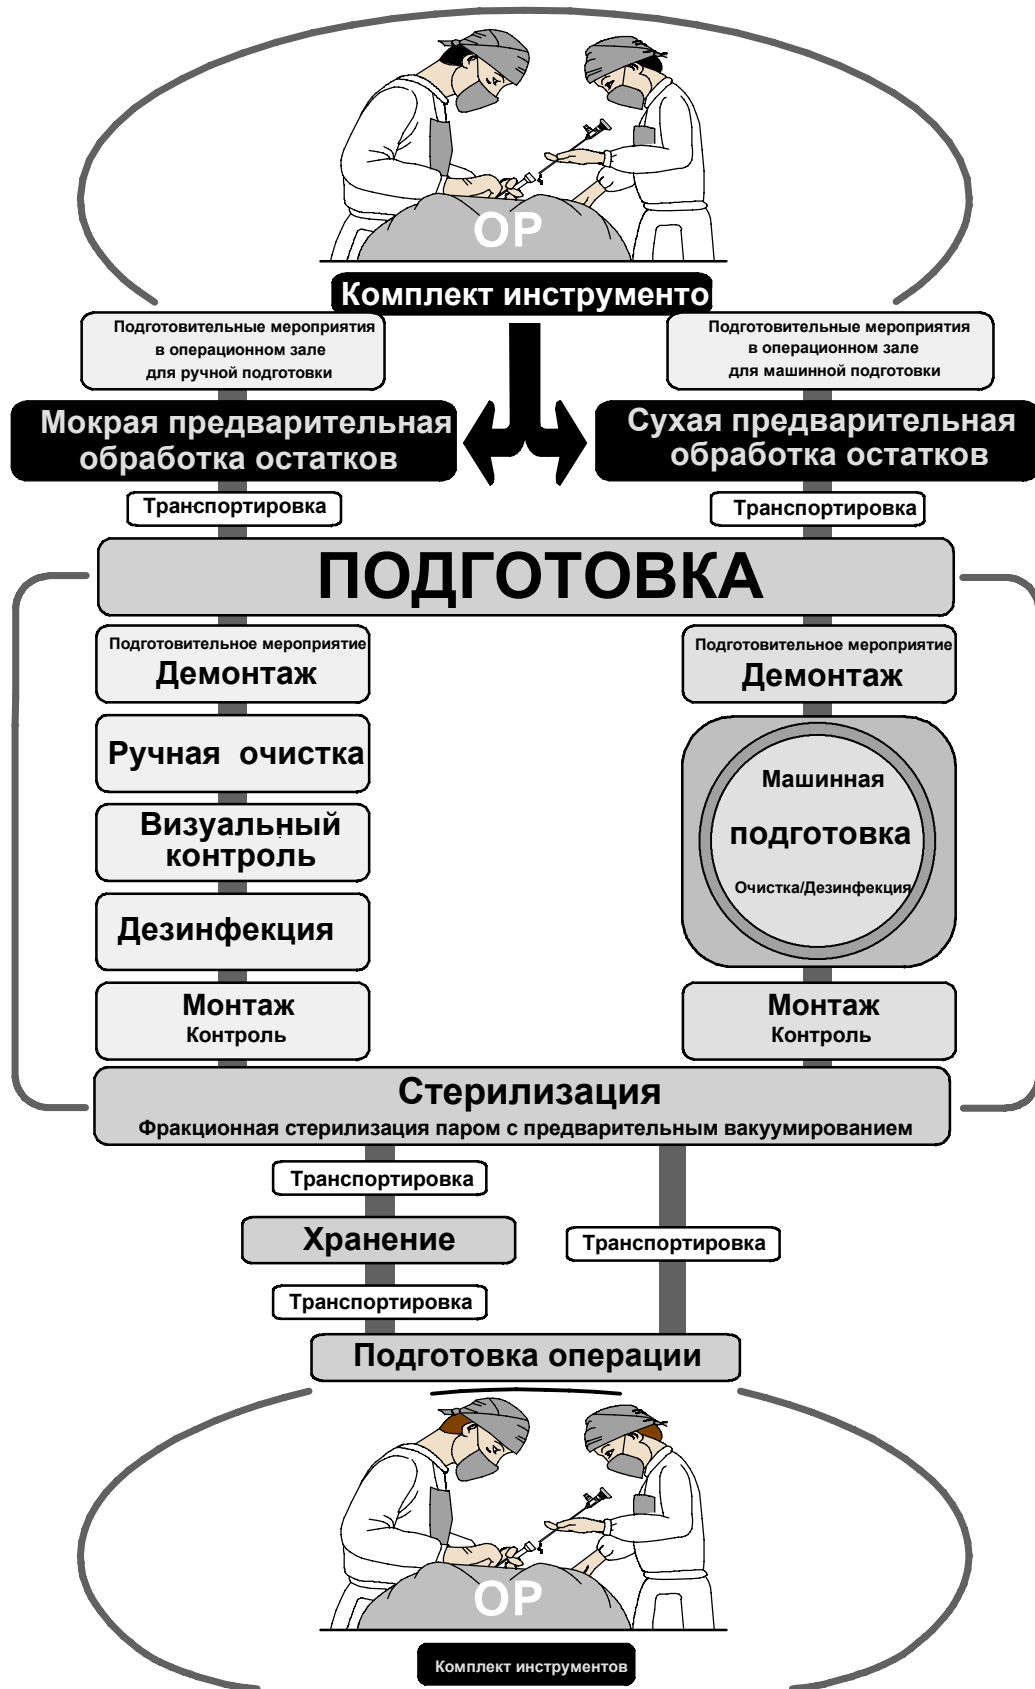 OP
Комплект инструменто
Подготовительные мероприятия
в операционном зале
для ручной подготовки
Подготовительные мероприятия
в операционном зале
для машинной подготовки
Мокрая предварительная
обработка остатков
Сухая предварительная
обработка остатков
Транспортировка
Транспортировка
ПОДГОТОВКА
Подготовительное мероприятие
Демонтаж
Ручная очистка
Визуальный
контроль
Дезинфекция
Монтаж
Контроль
Подготовительное мероприятие
Демонтаж
Машинная
подготовка
Очистка/Дезинфекция
Монтаж
Контроль
Стерилизация
Фракционная стерилизация паром с предварительным вакуумированием
Транспортировка
Хранение
Транспортировка
Транспортировка
Подготовка операции
OP
Комплект инструментов